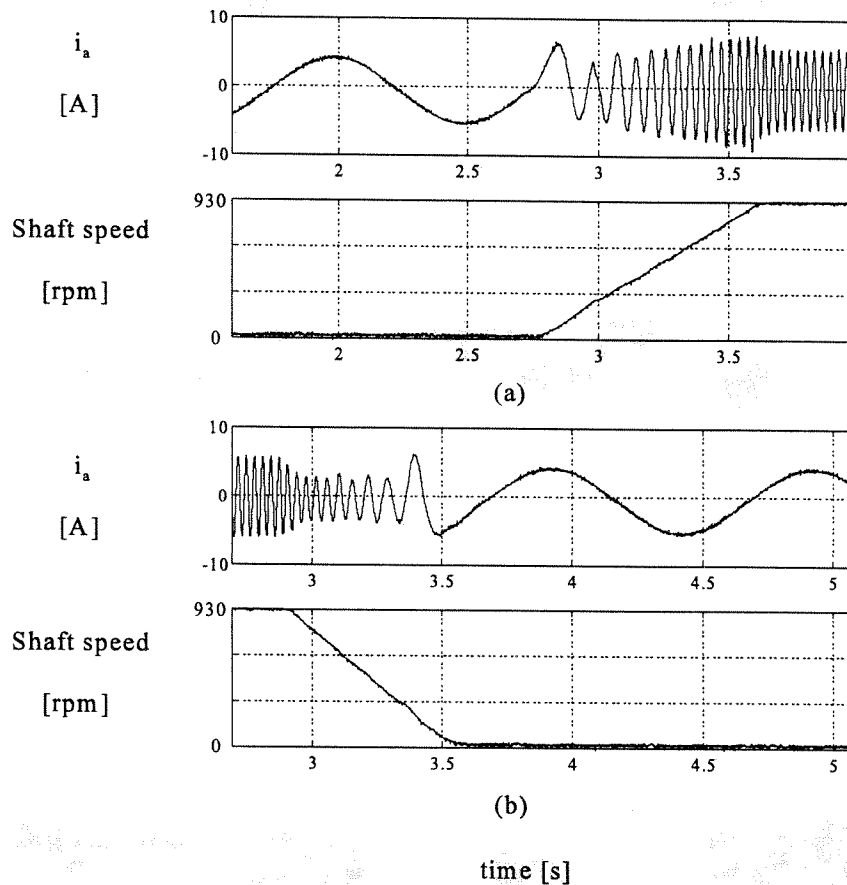 10
i_a
0
[A]
-10
2 2.5 3 3.5
930
Shaft speed
[rpm]
0
2 2.5 3 3.5
(a)
10
i_a
0
[A]
-10
3 3.5 4 4.5 5
930
Shaft speed
[rpm]
0
3 3.5 4 4.5 5
(b)
time [s]